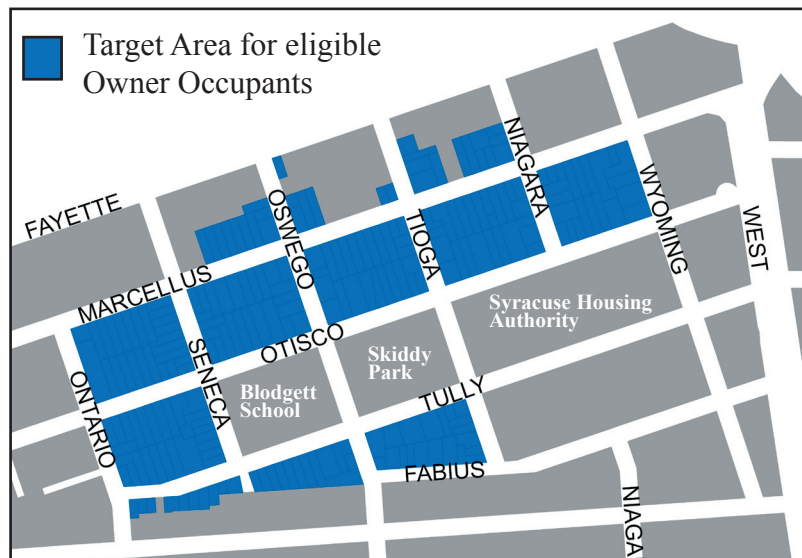 Target Area for eligible
Owner Occupants
FAYETTE
MARCELLUS
OSWEGO
TIOGA
NIAGARA
WYOMING
WEST
ONTARIO
SENECA
OTISCO
Syracuse Housing
Authority
Skiddy
Park
Blodgett
School
TULLY
FABIUS
NIAGA